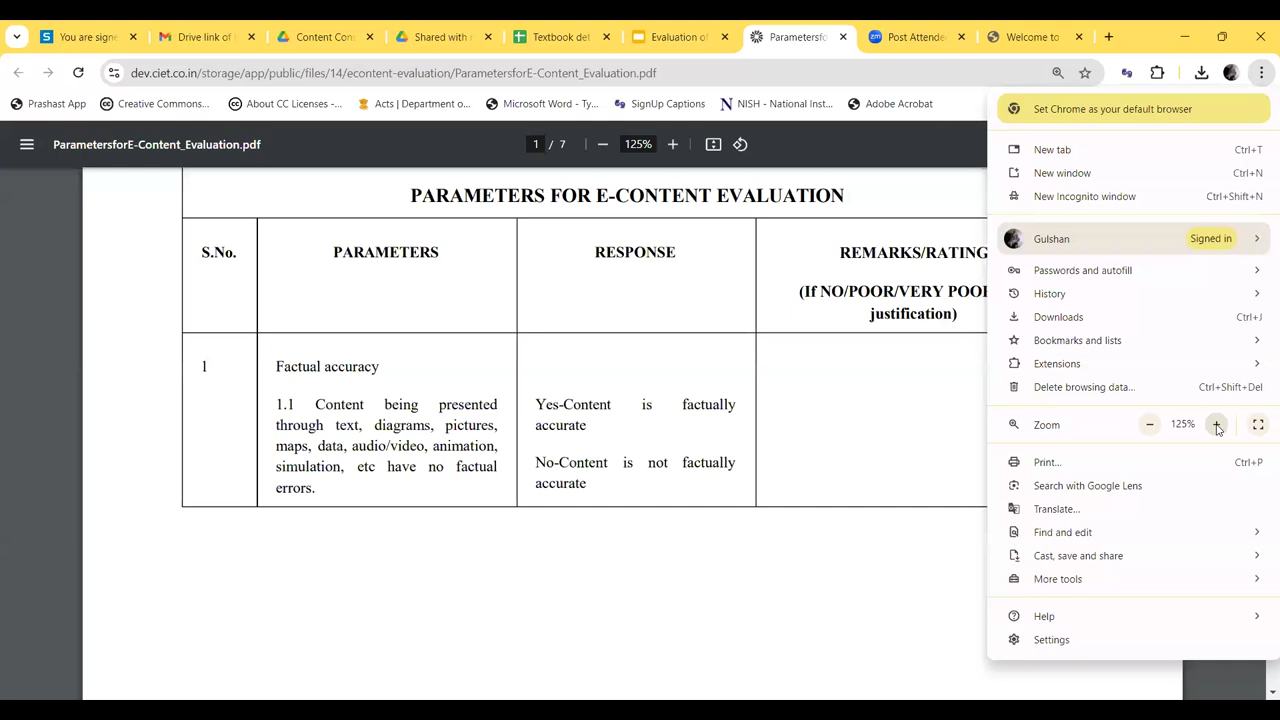 You are signe
Drive link of l
Content Cons
Shared with r
Textbook det
Evaluation of
Parametersfo
Post Attende
Welcome to
dev.ciet.co.in/storage/app/public/files/14/econtent-evaluation/ParametersforE-Content_Evaluation.pdf
Prashast App
Creative Commons...
About CC Licenses -...
Acts | Department o...
Microsoft Word - Ty...
SignUp Captions
NISH - National Inst...
Adobe Acrobat
ParametersforE-Content_Evaluation.pdf
1 / 7
125%
PARAMETERS FOR E-CONTENT EVALUATION
S.No.
PARAMETERS
RESPONSE
REMARKS/RATING
(If NO/POOR/VERY POOR
justification)
1
Factual accuracy
1.1 Content being presented
through text, diagrams, pictures,
maps, data, audio/video, animation,
simulation, etc have no factual
errors.
Yes-Content is factually
accurate
No-Content is not factually
accurate
Set Chrome as your default browser
New tab Ctrl+T
New window Ctrl+N
New Incognito window Ctrl+Shift+N
Gulshan Signed in
Passwords and autofill
History
Downloads Ctrl+J
Bookmarks and lists
Extensions
Delete browsing data... Ctrl+Shift+Del
Zoom 125%
Print... Ctrl+P
Search with Google Lens
Translate...
Find and edit
Cast, save and share
More tools
Help
Settings